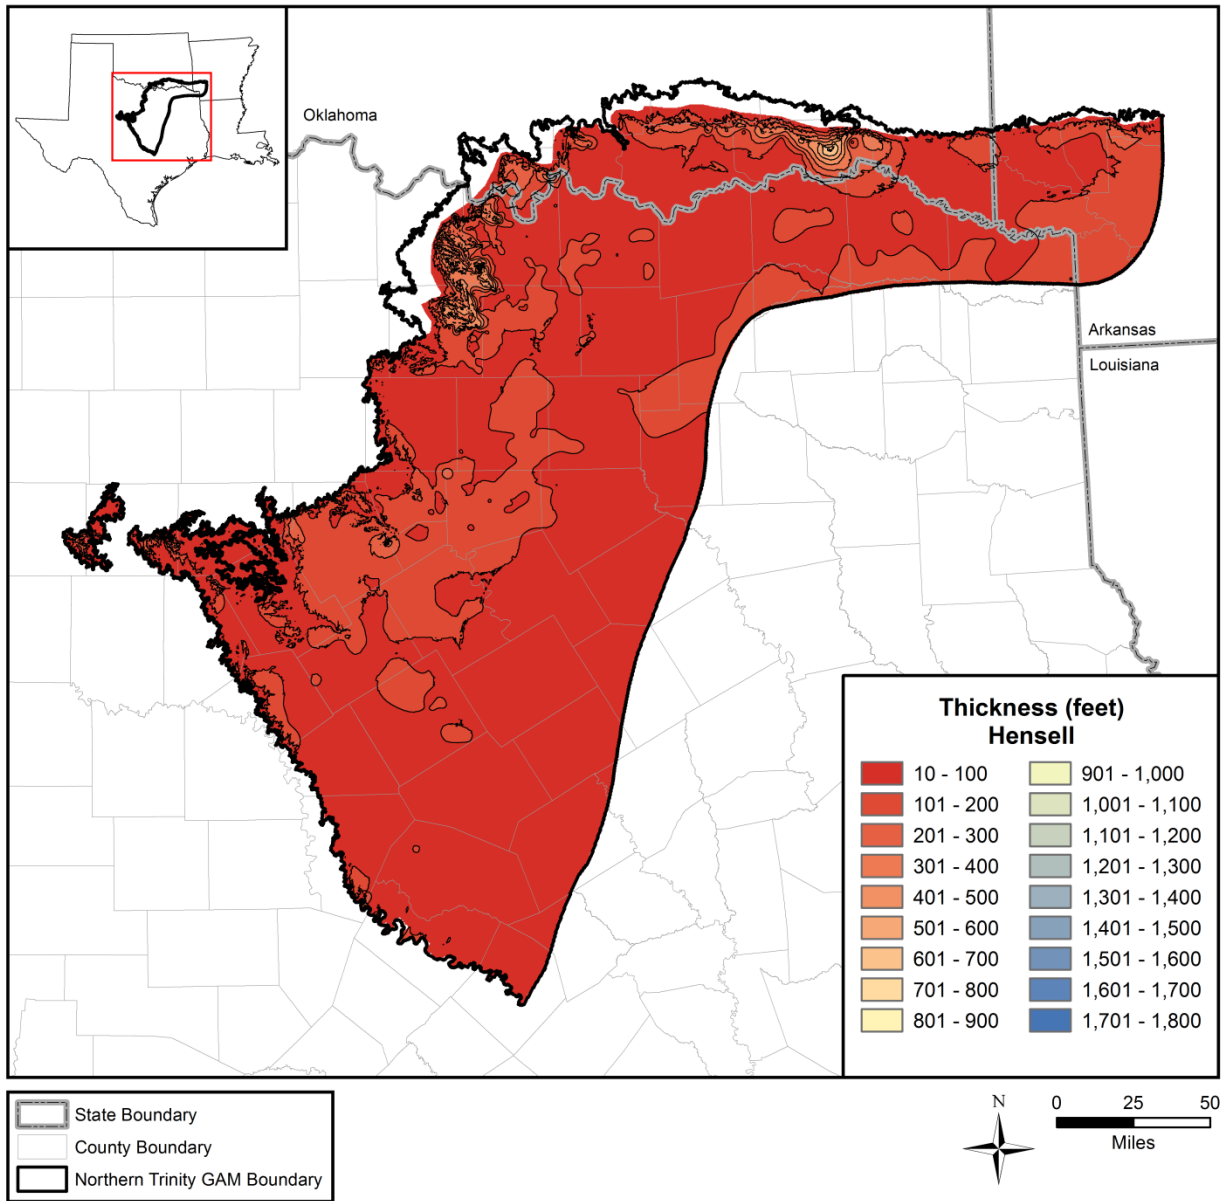 Oklahoma
Arkansas
Louisiana
Thickness (feet)
Hensell
10 - 100
101 - 200
201 - 300
301 - 400
401 - 500
501 - 600
601 - 700
701 - 800
801 - 900
901 - 1,000
1,001 - 1,100
1,101 - 1,200
1,201 - 1,300
1,301 - 1,400
1,401 - 1,500
1,501 - 1,600
1,601 - 1,700
1,701 - 1,800
State Boundary
County Boundary
Northern Trinity GAM Boundary
N
0 25 50
Miles